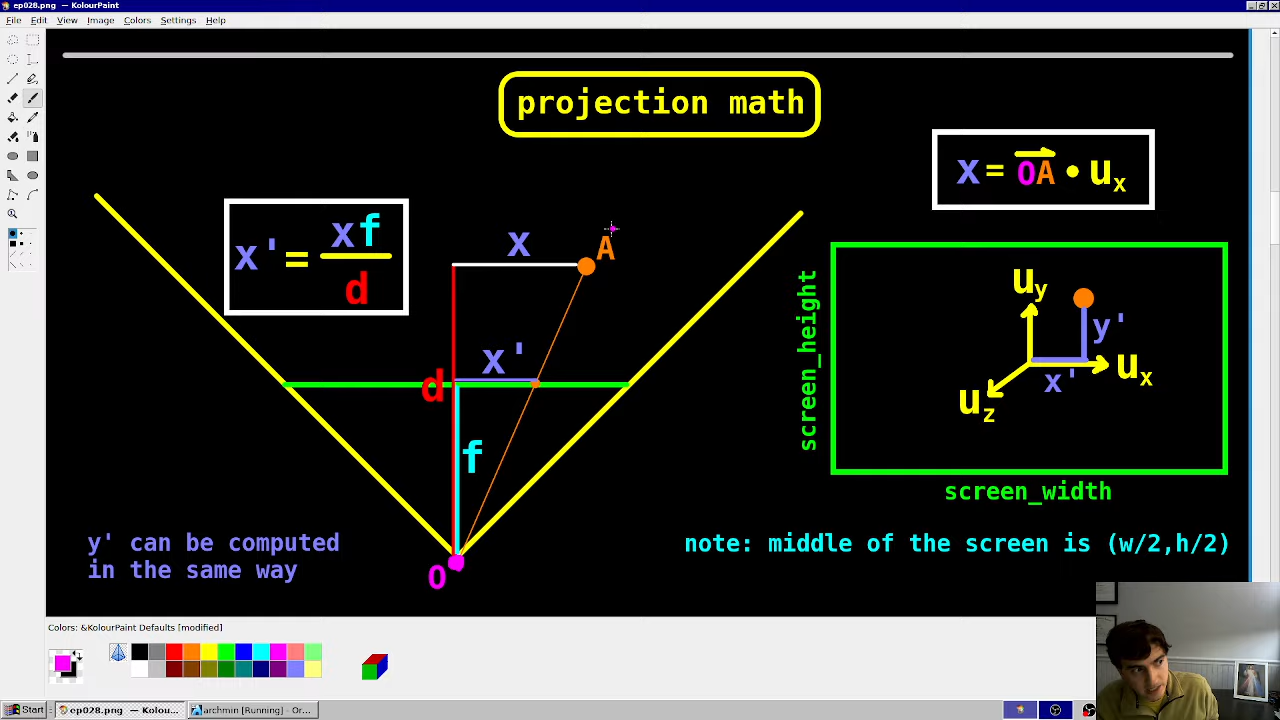 ep028.png — KolourPaint
File Edit View Image Colors Settings Help
projection math
x = OA • ux
x' = xf
d
x
A
x'
d
f
O
uy
y'
x'
ux
uz
screen_height
screen_width
y' can be computed
in the same way
note: middle of the screen is (w/2,h/2)
Colors: &KolourPaint Defaults [modified]
Start
ep028.png — Kolou...
archmin [Running] - Or...